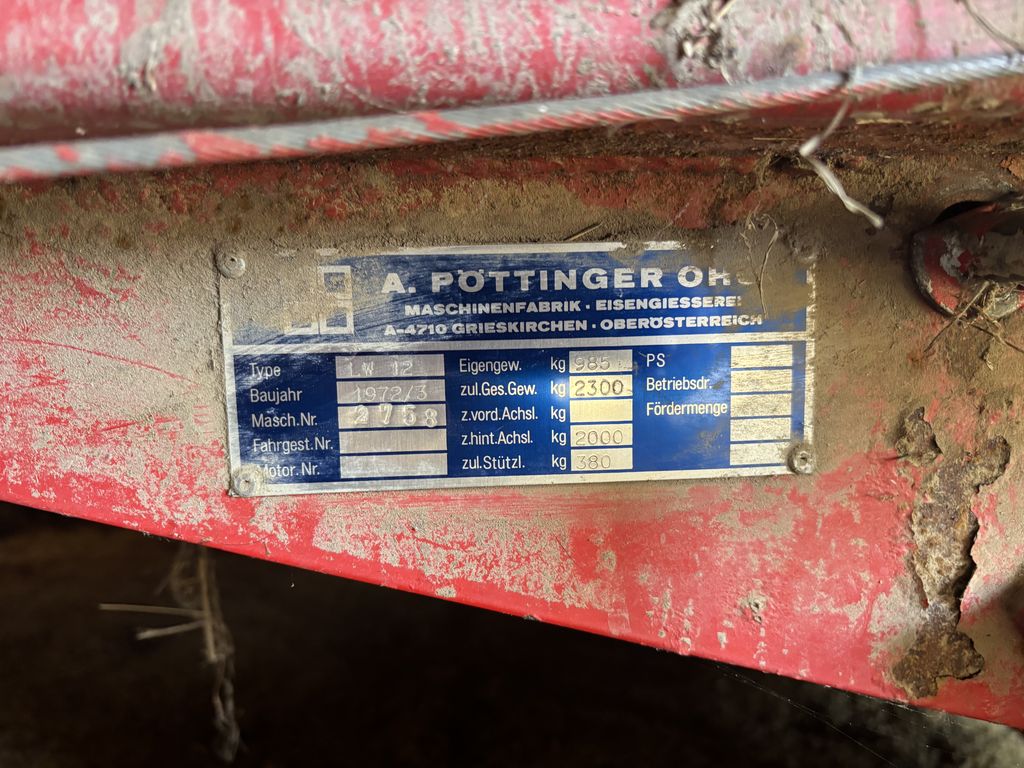 A. PÖTTINGER OHG
MASCHINENFABRIK · EISENGIESSEREI
A-4710 GRIESKIRCHEN · OBERÖSTERREICH
Type LW 12
Baujahr 1972/3
Masch.Nr. 2758
Fahrgest.Nr.
Motor.Nr.
Eigengew. kg 985
zul.Ges.Gew. kg 2300
z.vord.Achsl. kg
z.hint.Achsl. kg 2000
zul.Stützl. kg 380
PS
Betriebsdr.
Fördermenge